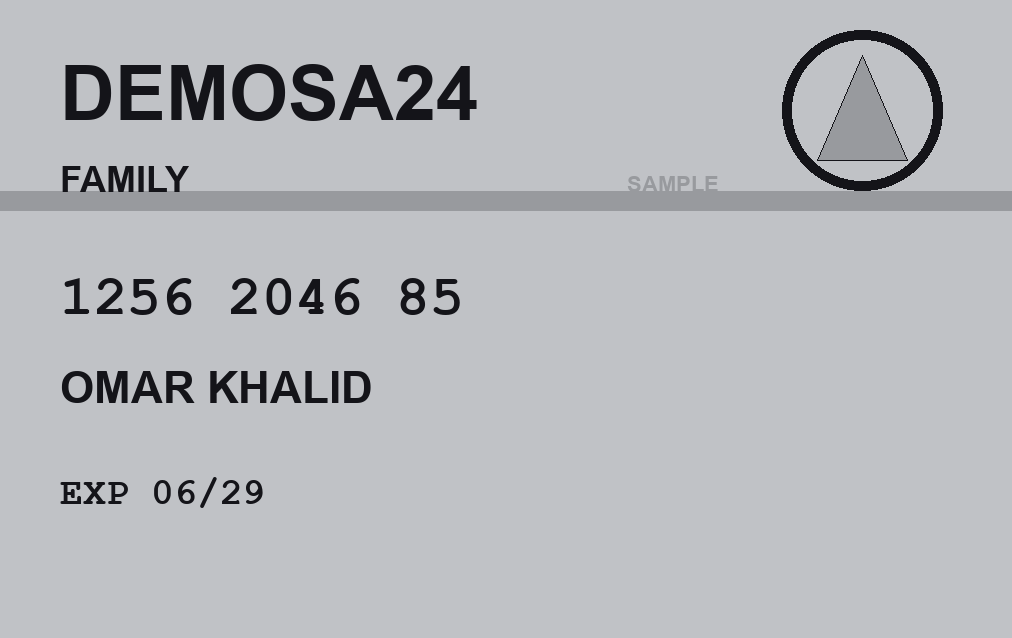 DEMOSA24
FAMILY
SAMPLE
1256 2046 85
OMAR KHALID
EXP 06/29